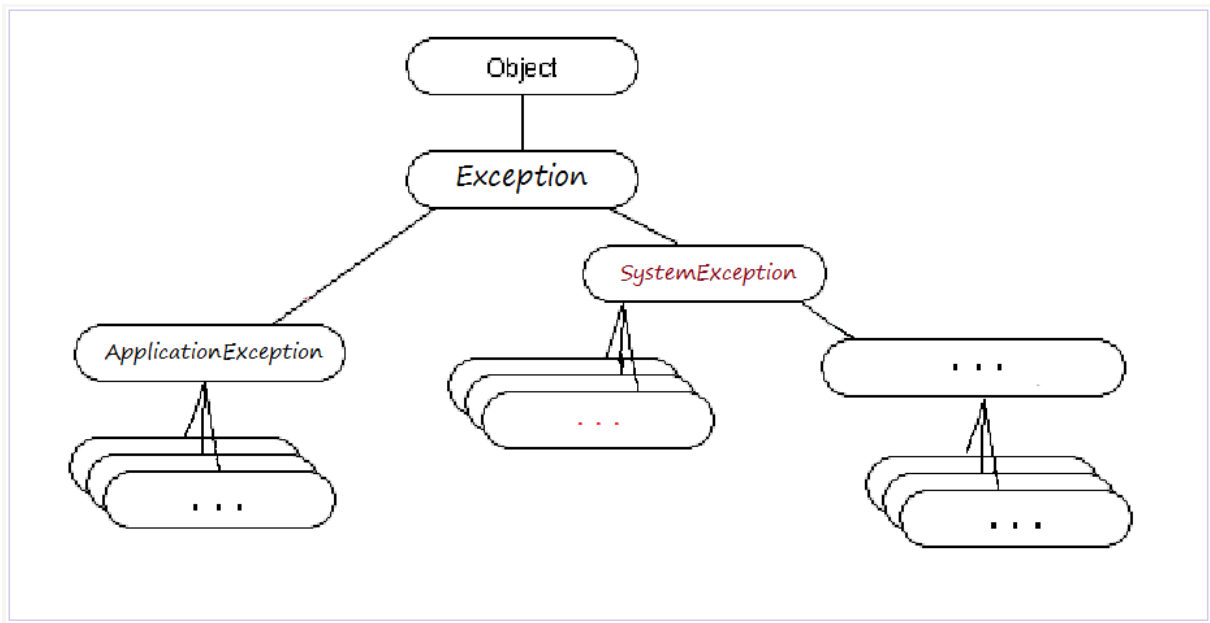 Object
Exception
SystemException
ApplicationException
. . .
. . .
. . .
. . .